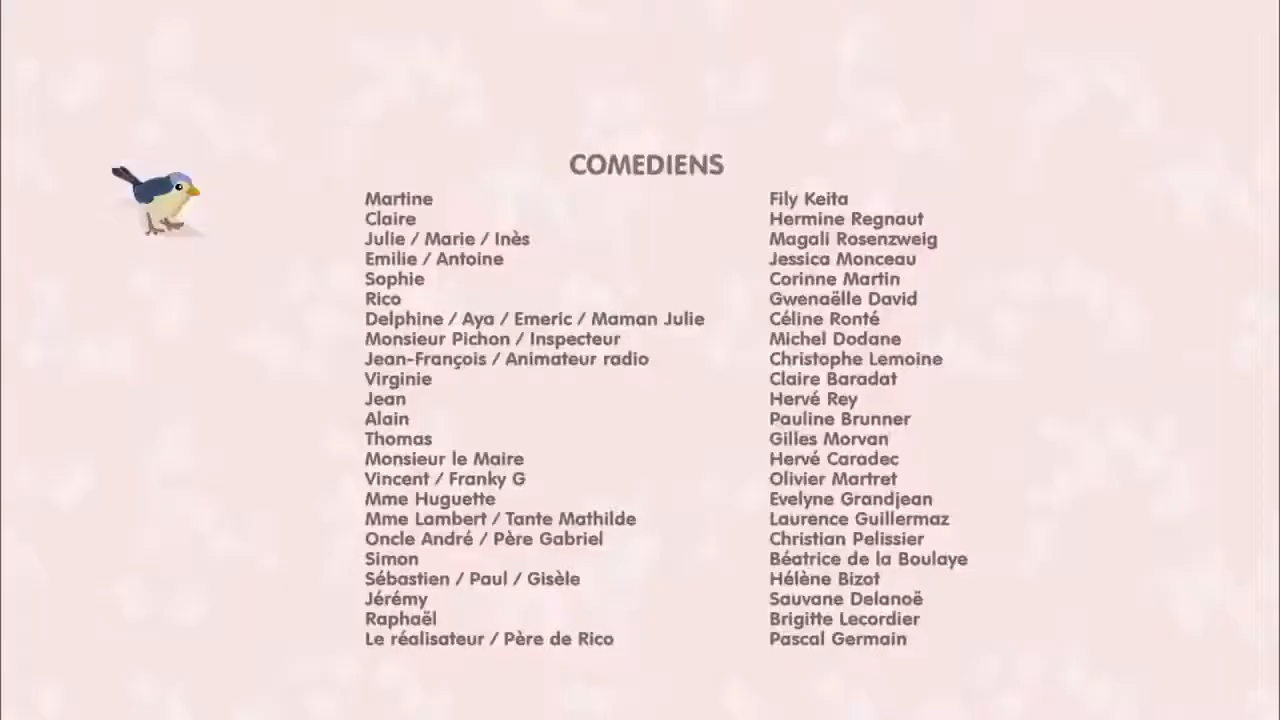 COMEDIENS
Martine Fily Keita
Claire Hermine Regnaut
Julie / Marie / Inès Magali Rosenzweig
Emilie / Antoine Jessica Monceau
Sophie Corinne Martin
Rico Gwenaëlle David
Delphine / Aya / Emeric / Maman Julie Céline Ronté
Monsieur Pichon / Inspecteur Michel Dodane
Jean-François / Animateur radio Christophe Lemoine
Virginie Claire Baradat
Jean Hervé Rey
Alain Pauline Brunner
Thomas Gilles Morvan
Monsieur le Maire Hervé Caradec
Vincent / Franky G Olivier Martret
Mme Huguette Evelyne Grandjean
Mme Lambert / Tante Mathilde Laurence Guillermaz
Oncle André / Père Gabriel Christian Pelissier
Simon Béatrice de la Boulaye
Sébastien / Paul / Gisèle Hélène Bizot
Jérémy Sauvane Delanoë
Raphaël Brigitte Lecordier
Le réalisateur / Père de Rico Pascal Germain